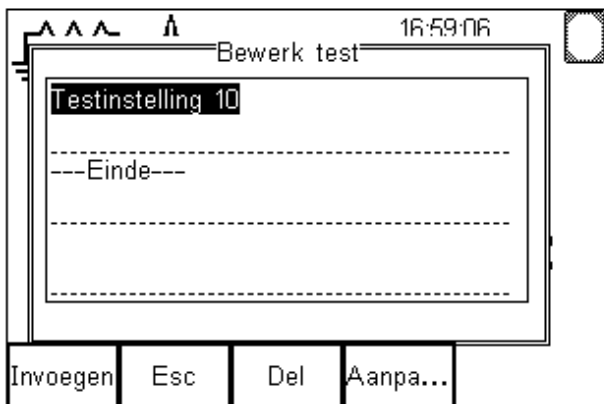 16:59:06
Bewerk test
Testinstelling 10
---Einde---
Invoegen Esc Del Aanpa...